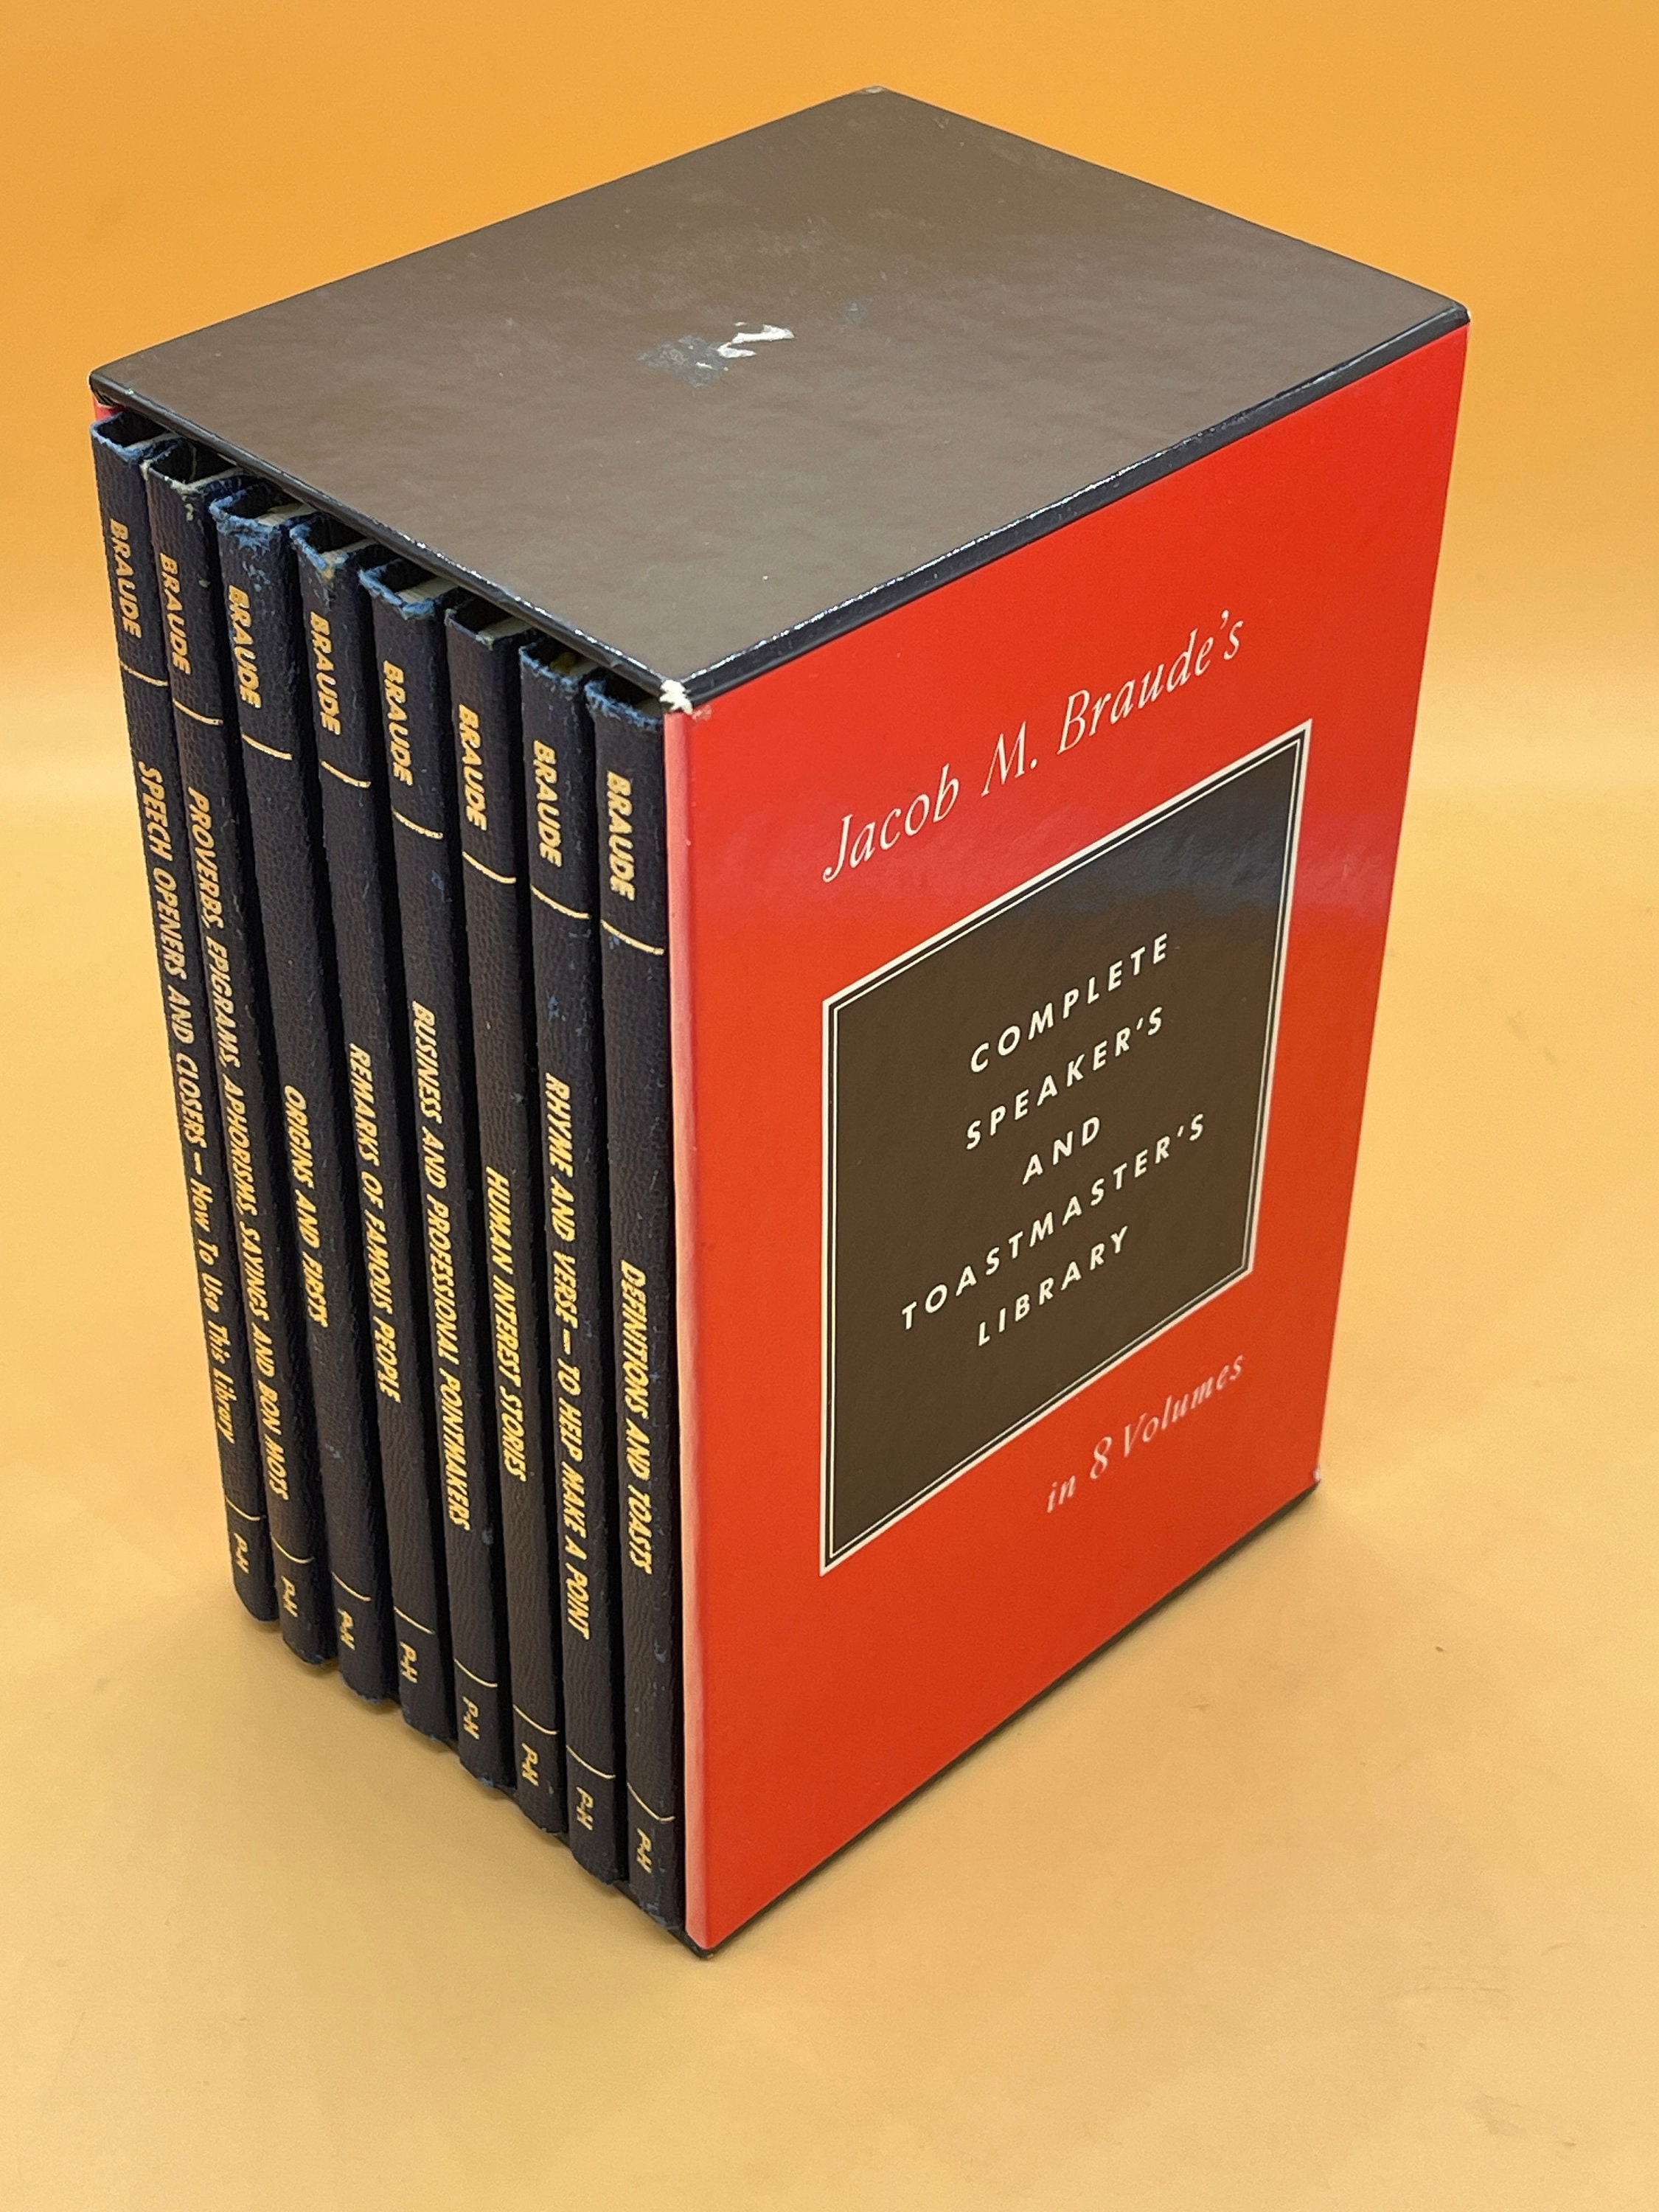 BRAUDE
SPEECH OPENERS AND CLOSERS – How To Use This Library
P-H
BRAUDE
PROVERBS, EPIGRAMS, APHORISMS, SAYINGS AND BON MOTS
P-H
BRAUDE
ORIGINS AND FIRSTS
P-H
BRAUDE
REMARKS OF FAMOUS PEOPLE
P-H
BRAUDE
BUSINESS AND PROFESSIONAL POINTMAKERS
P-H
BRAUDE
HUMAN INTEREST STORIES
P-H
BRAUDE
RHYME AND VERSE – TO HELP MAKE A POINT
P-H
BRAUDE
DEFINITIONS AND TOASTS
P-H
Jacob M. Braude's
COMPLETE
SPEAKER'S
AND
TOASTMASTER'S
LIBRARY
in 8 Volumes